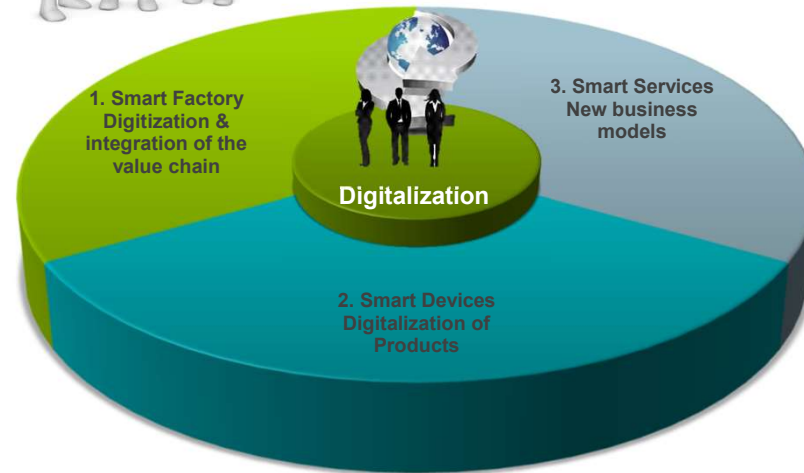 1. Smart Factory
Digitization &
integration of the
value chain
3. Smart Services
New business
models
Digitalization
2. Smart Devices
Digitalization of
Products